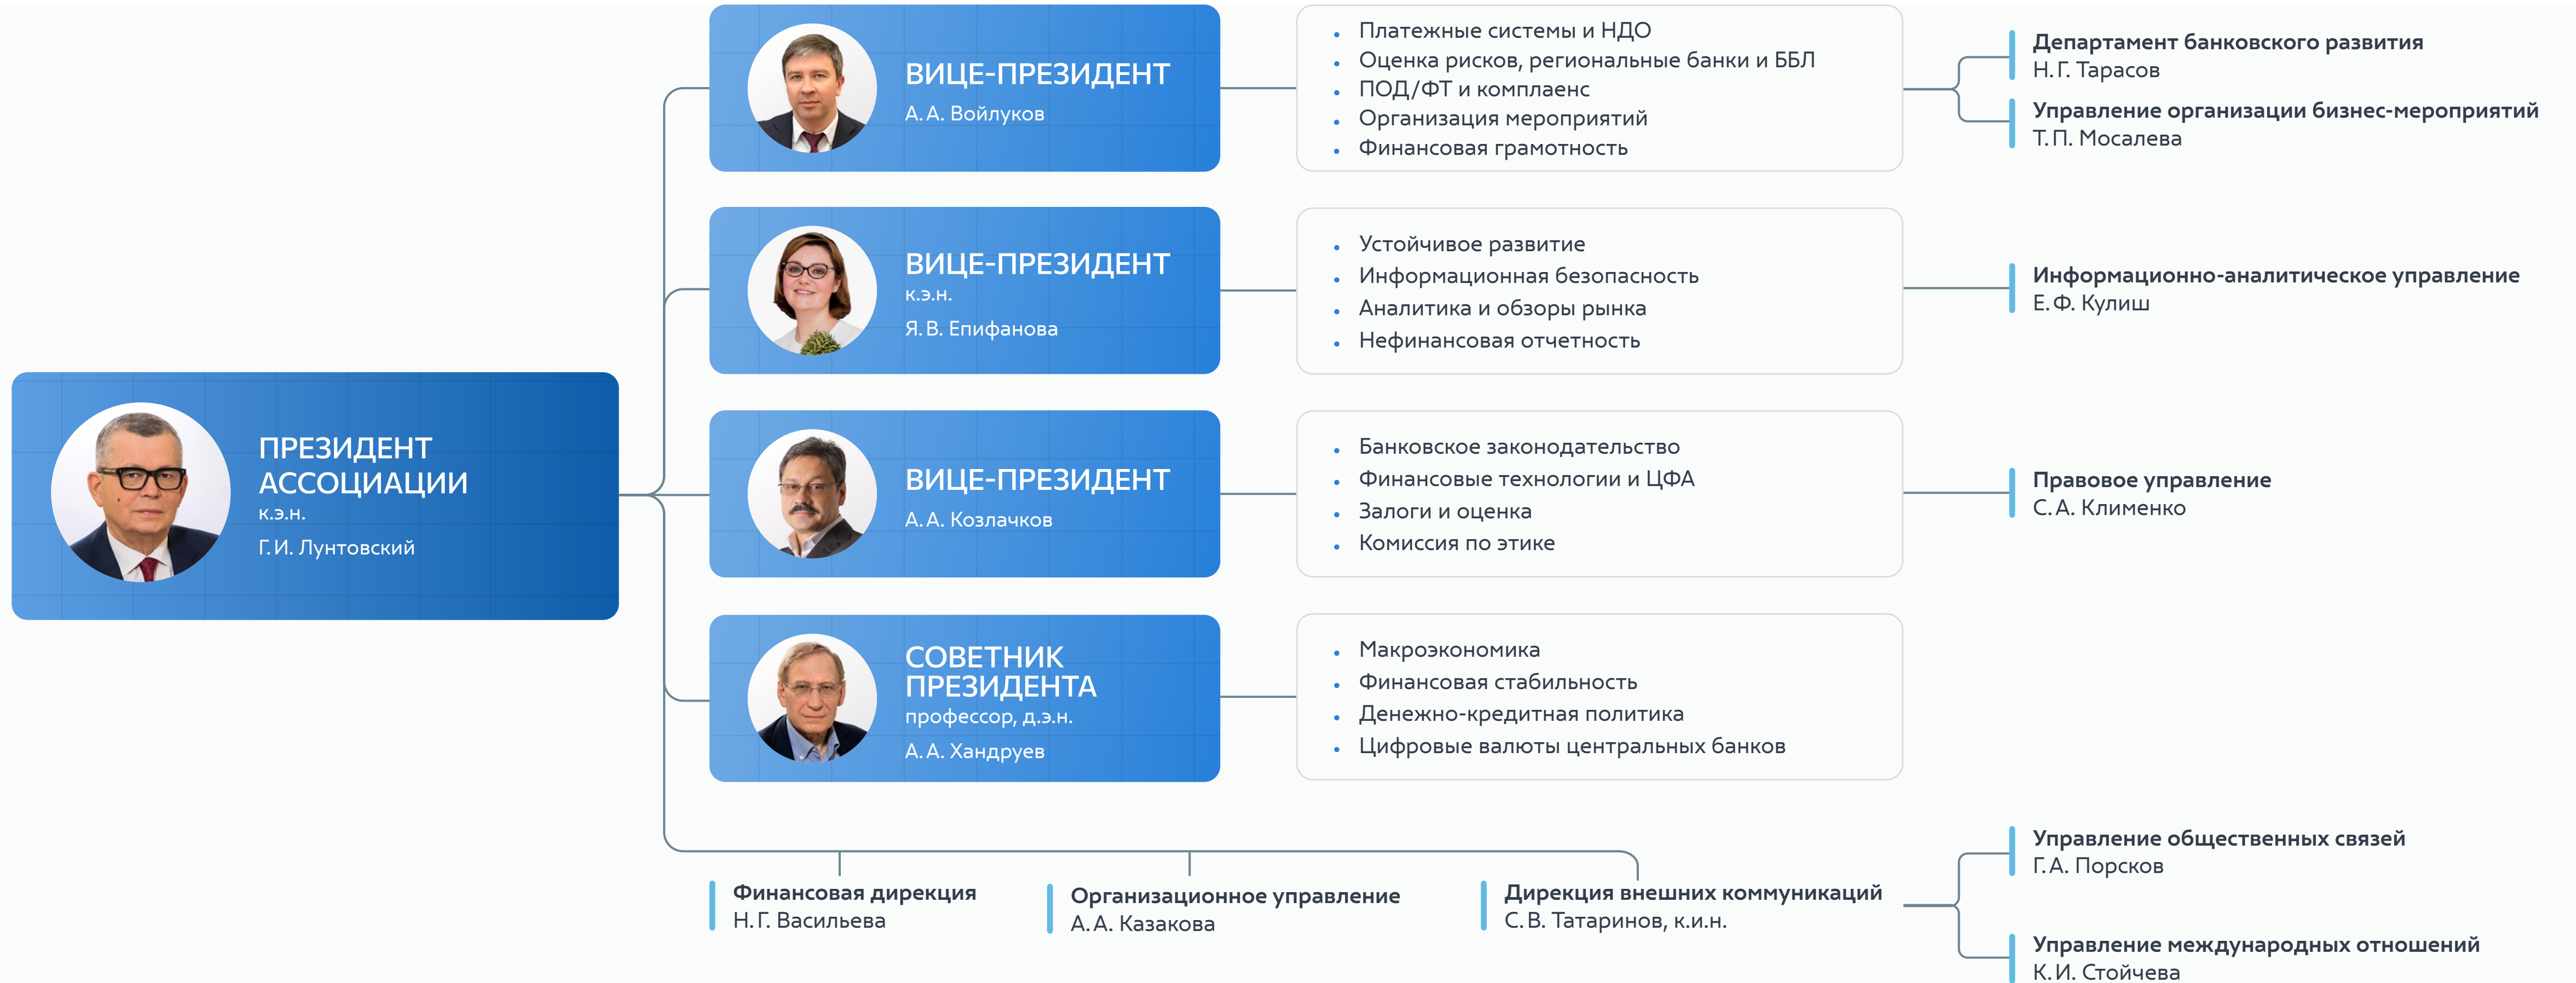 ПРЕЗИДЕНТ
АССОЦИАЦИИ
к.э.н.
Г.И. Лунтовский
ВИЦЕ-ПРЕЗИДЕНТ
А.А. Войлуков
• Платежные системы и НДО
• Оценка рисков, региональные банки и ББЛ
• ПОД/ФТ и комплаенс
• Организация мероприятий
• Финансовая грамотность
Департамент банковского развития
Н.Г. Тарасов
Управление организации бизнес-мероприятий
Т.П. Мосалева
ВИЦЕ-ПРЕЗИДЕНТ
к.э.н.
Я.В. Епифанова
• Устойчивое развитие
• Информационная безопасность
• Аналитика и обзоры рынка
• Нефинансовая отчетность
Информационно-аналитическое управление
Е.Ф. Кулиш
ВИЦЕ-ПРЕЗИДЕНТ
А.А. Козлачков
• Банковское законодательство
• Финансовые технологии и ЦФА
• Залоги и оценка
• Комиссия по этике
Правовое управление
С.А. Клименко
СОВЕТНИК
ПРЕЗИДЕНТА
профессор, д.э.н.
А.А. Хандруев
• Макроэкономика
• Финансовая стабильность
• Денежно-кредитная политика
• Цифровые валюты центральных банков
Финансовая дирекция
Н.Г. Васильева
Организационное управление
А.А. Казакова
Дирекция внешних коммуникаций
С.В. Татаринов, к.и.н.
Управление общественных связей
Г.А. Порсков
Управление международных отношений
К.И. Стойчева